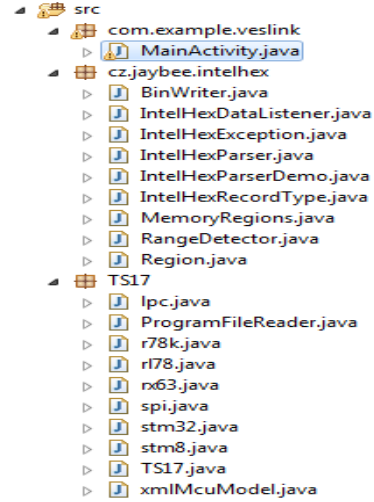 src
com.example.veslink
MainActivity.java
cz.jaybee.intelhex
BinWriter.java
IntelHexDataListener.java
IntelHexException.java
IntelHexParser.java
IntelHexParserDemo.java
IntelHexRecordType.java
MemoryRegions.java
RangeDetector.java
Region.java
TS17
lpc.java
ProgramFileReader.java
r78k.java
rl78.java
rx63.java
spi.java
stm32.java
stm8.java
TS17.java
xmlMcuModel.java